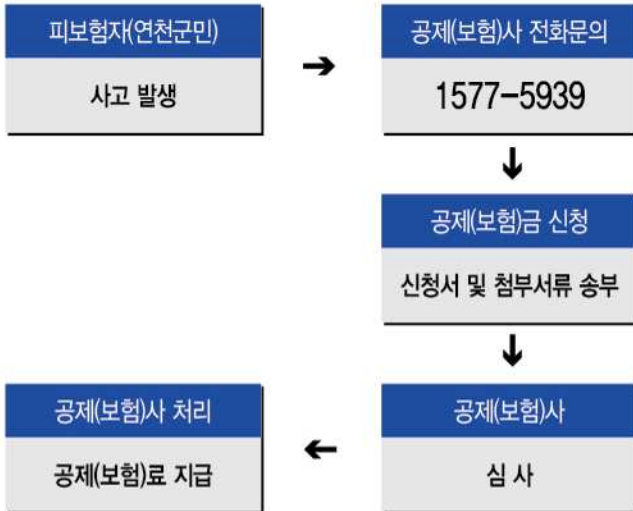 피보험자(연천군민)
사고 발생
공제(보험)사 전화문의
1577-5939
공제(보험)금 신청
신청서 및 첨부서류 송부
공제(보험)사
심 사
공제(보험)사 처리
공제(보험)료 지급